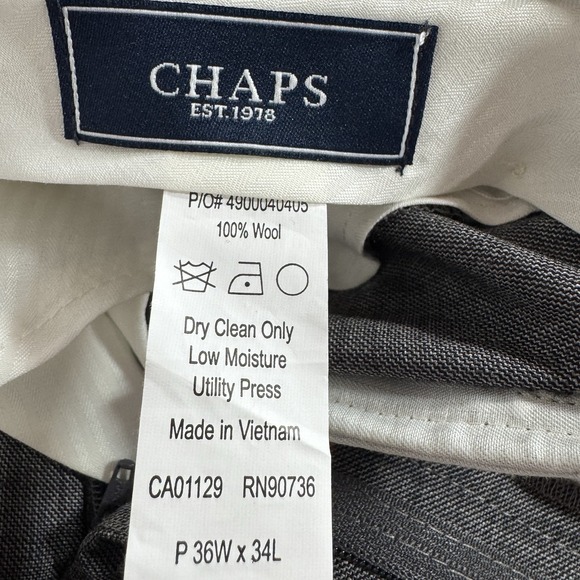 CHAPS
EST.1978
P/O# 4900040405
100% Wool
Dry Clean Only
Low Moisture
Utility Press
Made in Vietnam
CA01129 RN90736
P 36W x 34L